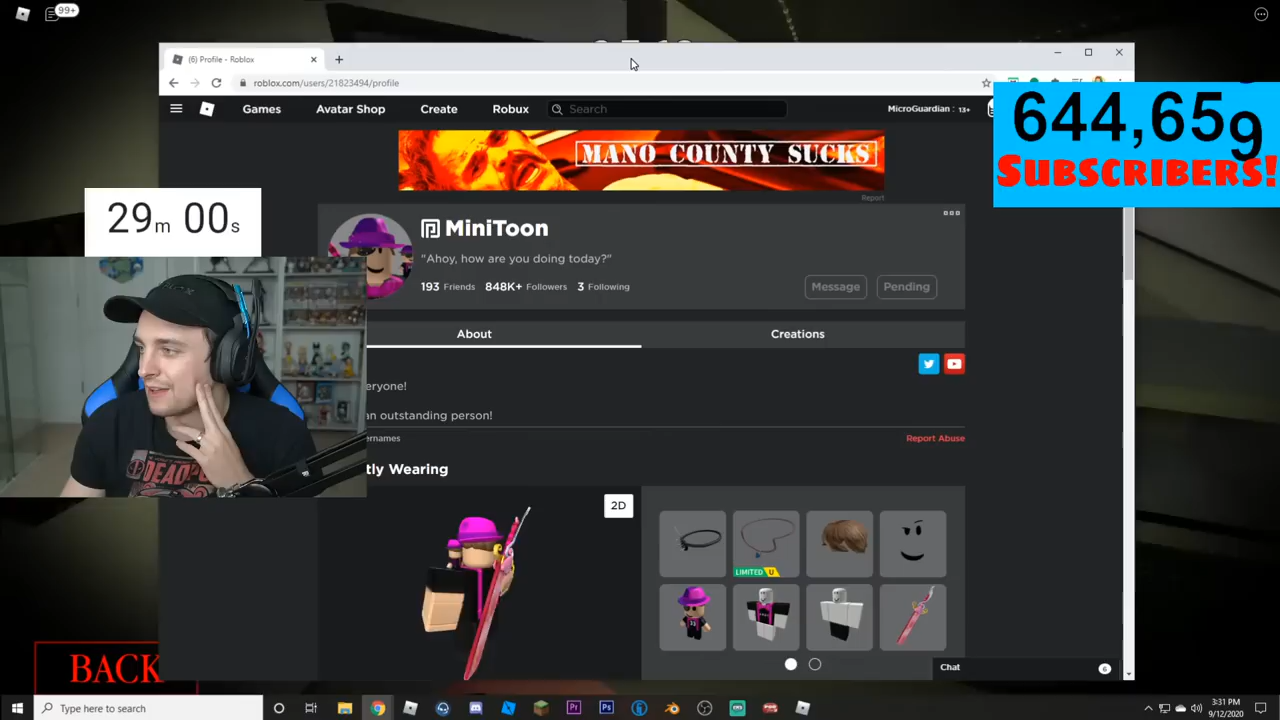 99+
(6) Profile - Roblox
roblox.com/users/21823494/profile
Games
Avatar Shop
Create
Robux
Search
MicroGuardian : 13+
MANO COUNTY SUCKS
Report
644,659
SUBSCRIBERS!
29m 00s
MiniToon
"Ahoy, how are you doing today?"
193 Friends 848K+ Followers 3 Following
Message
Pending
About
Creations
eryone!
an outstanding person!
ernames
Report Abuse
tly Wearing
2D
LIMITED U
DEADPO
BACK
Chat
6
Type here to search
3:31 PM
9/12/2020